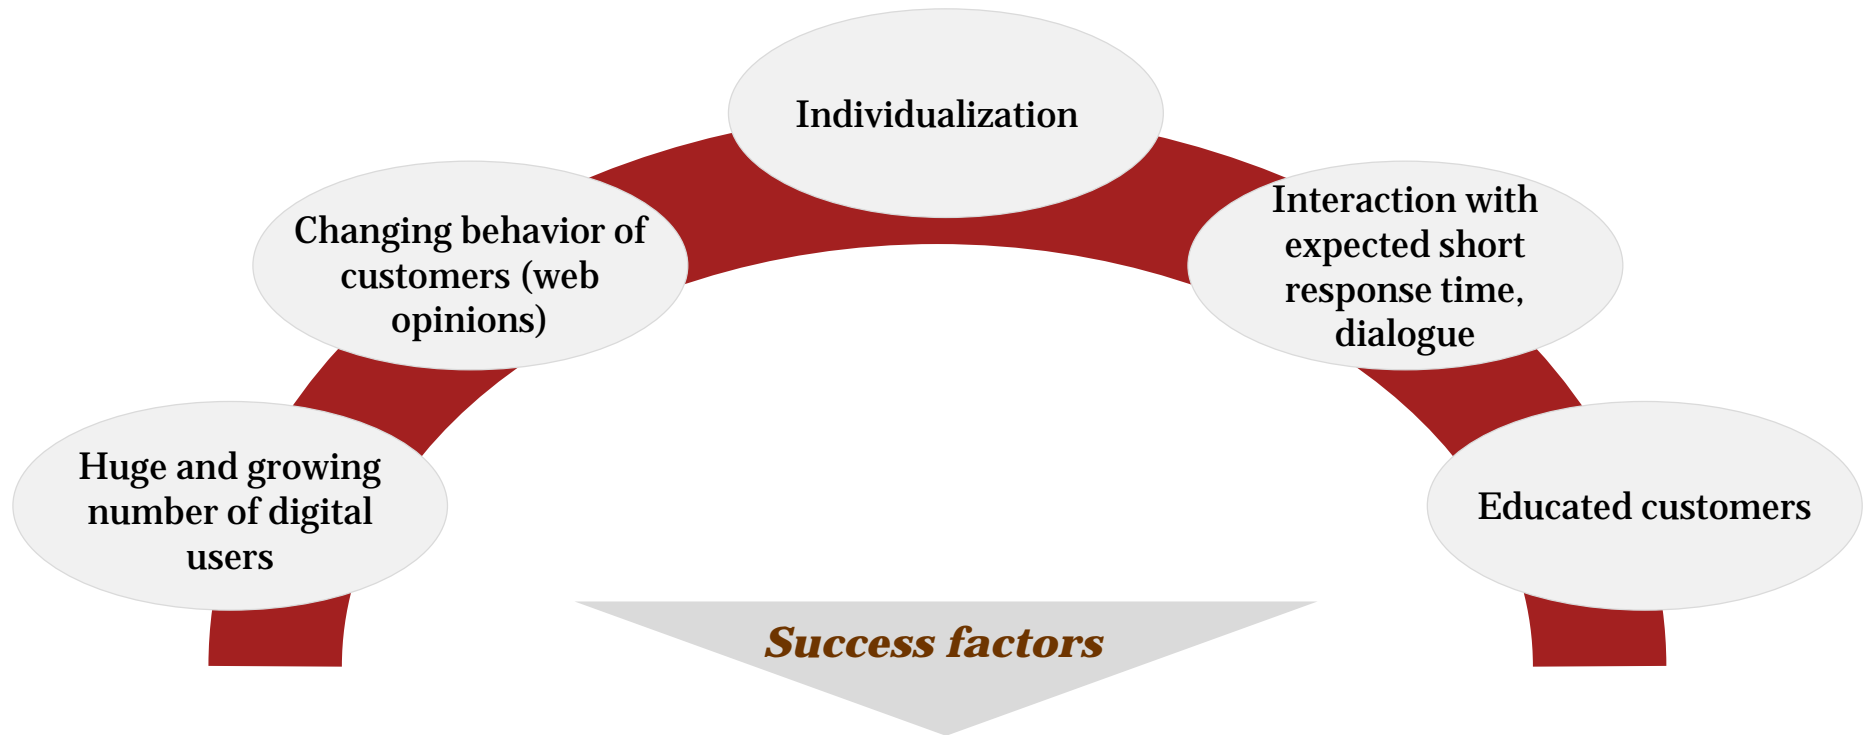 Individualization
Changing behavior of
customers (web
opinions)
Interaction with
expected short
response time,
dialogue
Huge and growing
number of digital
users
Educated customers
Success factors